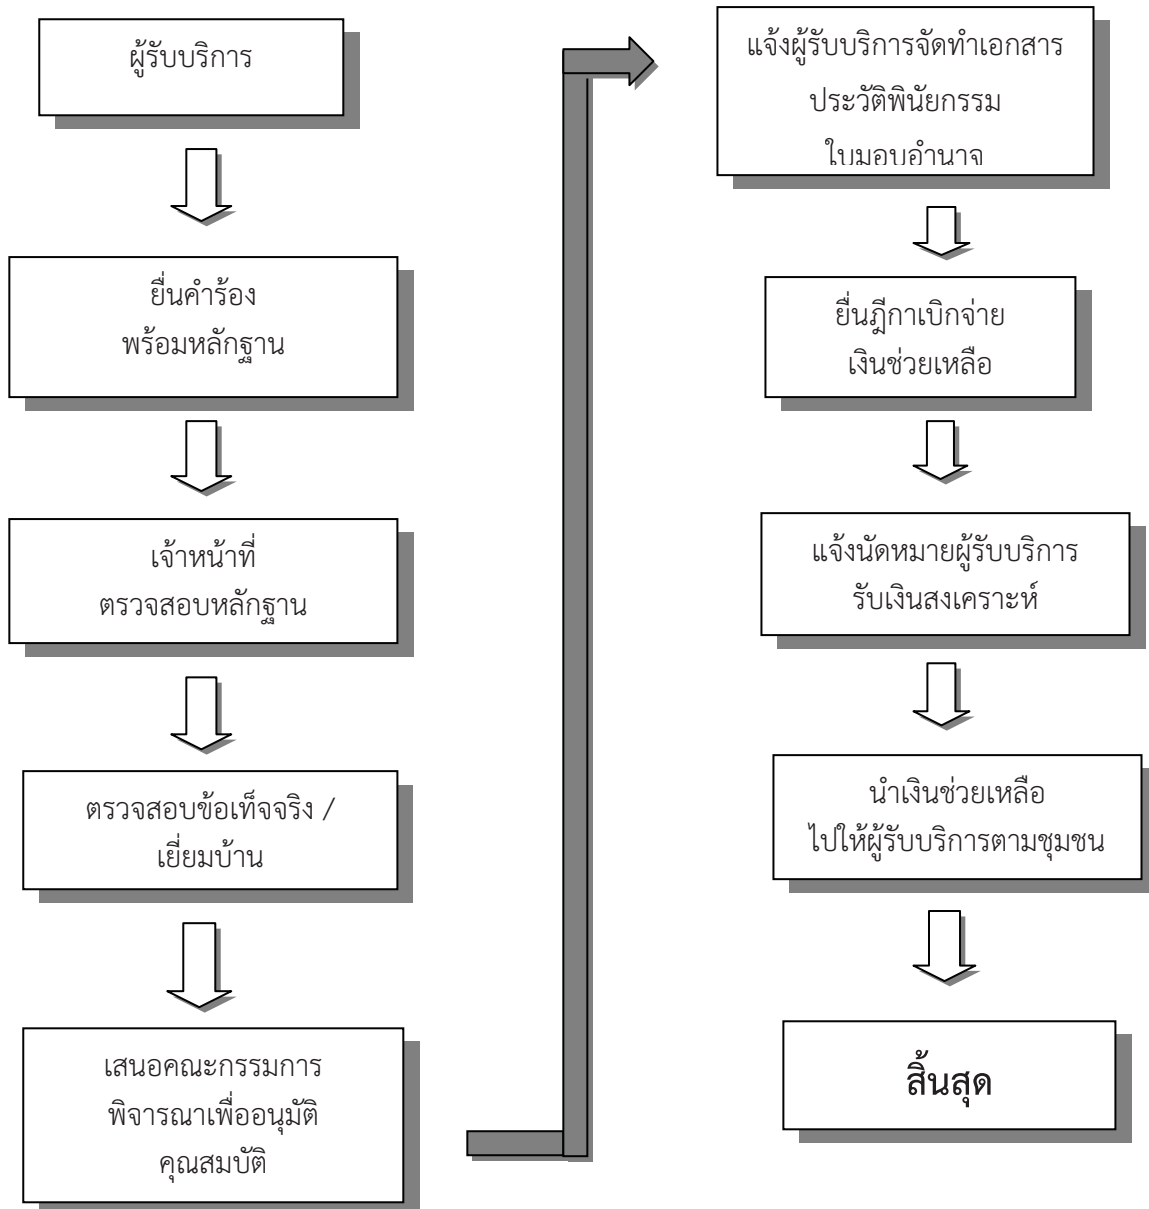 ผู้รับบริการ
ยื่นคำร้อง
พร้อมหลักฐาน
เจ้าหน้าที่
ตรวจสอบหลักฐาน
ตรวจสอบข้อเท็จจริง /
เยี่ยมบ้าน
เสนอคณะกรรมการ
พิจารณาเพื่ออนุมัติ
คุณสมบัติ
แจ้งผู้รับบริการจัดทำเอกสาร
ประวัติพินัยกรรม
ใบมอบอำนาจ
ยื่นฎีกาเบิกจ่าย
เงินช่วยเหลือ
แจ้งนัดหมายผู้รับบริการ
รับเงินสงเคราะห์
นำเงินช่วยเหลือ
ไปให้ผู้รับบริการตามชุมชน
สิ้นสุด